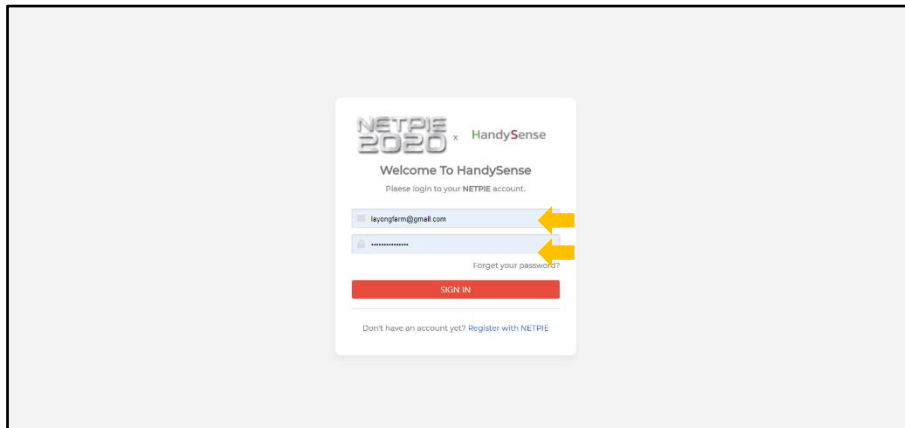 NETPIE
2020 x HandySense
Welcome To HandySense
Please login to your NETPIE account.
layongfarm@gmail.com
•••••••••••••••
Forget your password?
SIGN IN
Don't have an account yet? Register with NETPIE